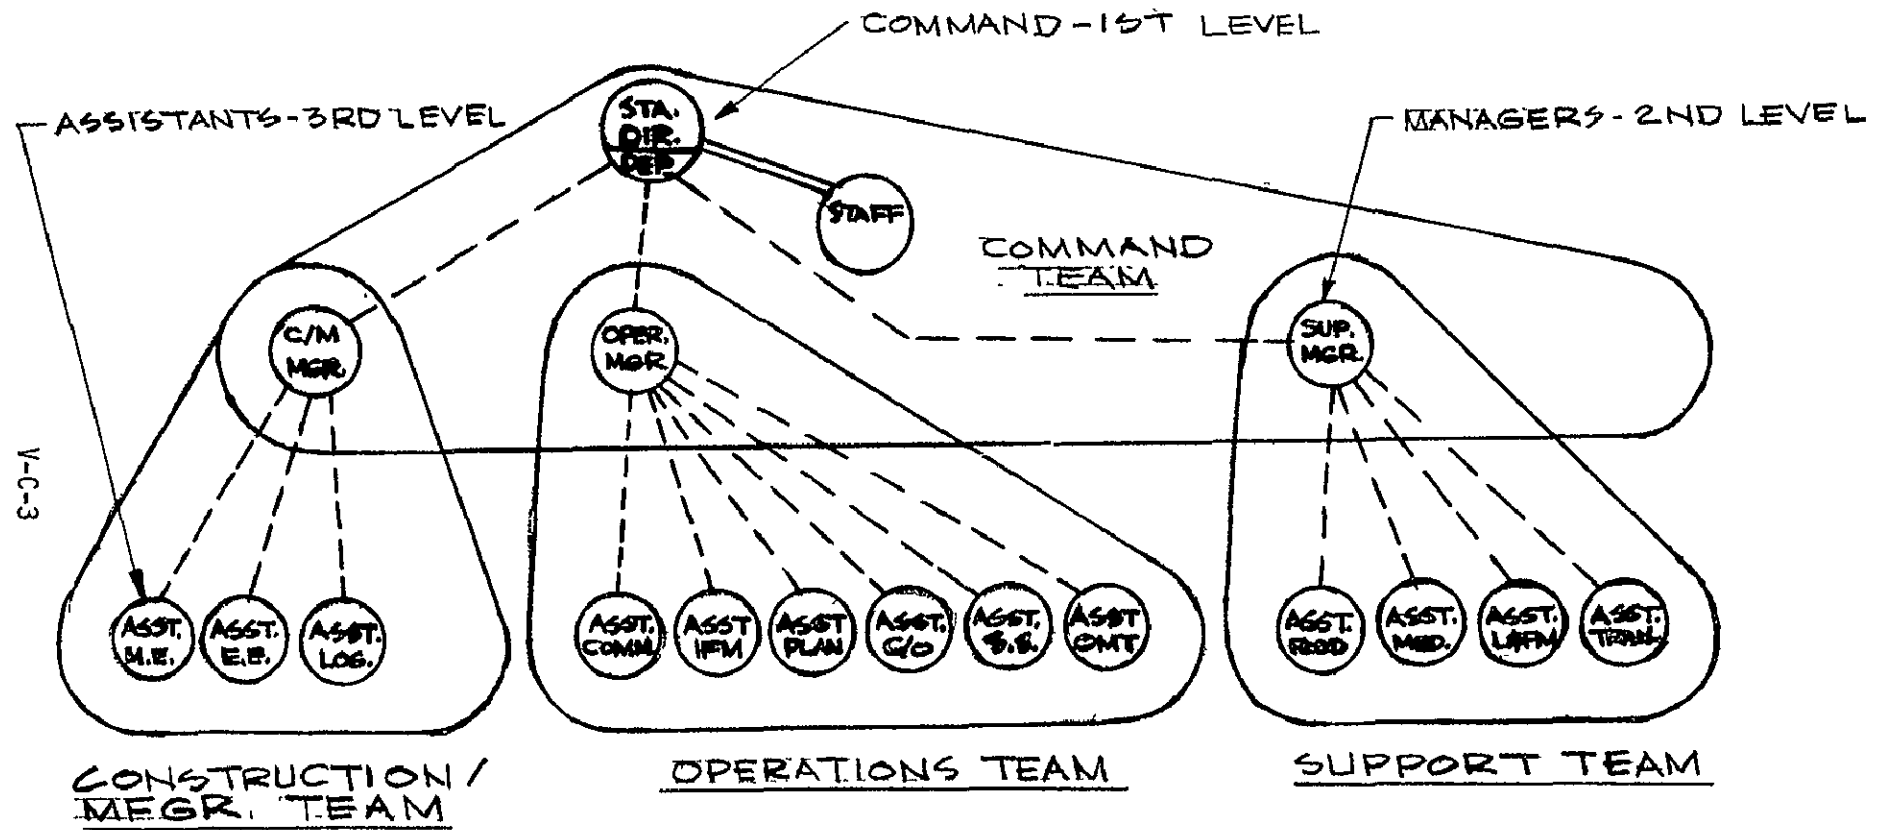 COMMAND-1ST LEVEL
ASSISTANTS-3RD LEVEL
MANAGERS-2ND LEVEL
STA.
DIR.
DEP
STAFF
COMMAND
TEAM
C/M
MGR.
OPER.
MGR
SUP.
MGR.
V-C-3
ASST.
M.E.
ASST.
E.E.
ASST.
LOG.
ASST.
COMM.
ASST
IFM
ASST
PLAN
ASST.
C/O
ASST.
S.S.
ASST
OMT
ASST.
FOOD
ASST.
MED.
ASST.
ASST.
TRAN.
CONSTRUCTION/
MFGR. TEAM
OPERATIONS TEAM
SUPPORT TEAM